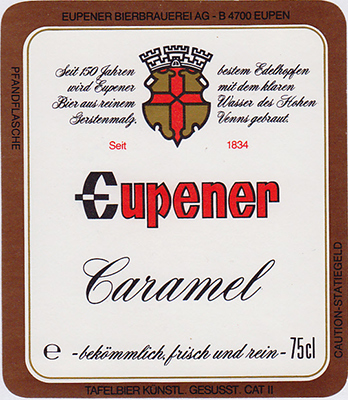 EUPENER BIERBRAUEREI AG - B 4700 EUPEN
PFANDFLASCHE
Seit 150 Jahren
wird Eupener
Bier aus reinem
Gerstenmalz,
bestem Edelhopfen
mit dem klaren
Wasser des Hohen
Venns gebraut.
Seit 1834
Eupener
Caramel
e -bekömmlich, frisch und rein- 75cl
CAUTION-STATIEGELD
TAFELBIER KÜNSTL. GESUSST. CAT II